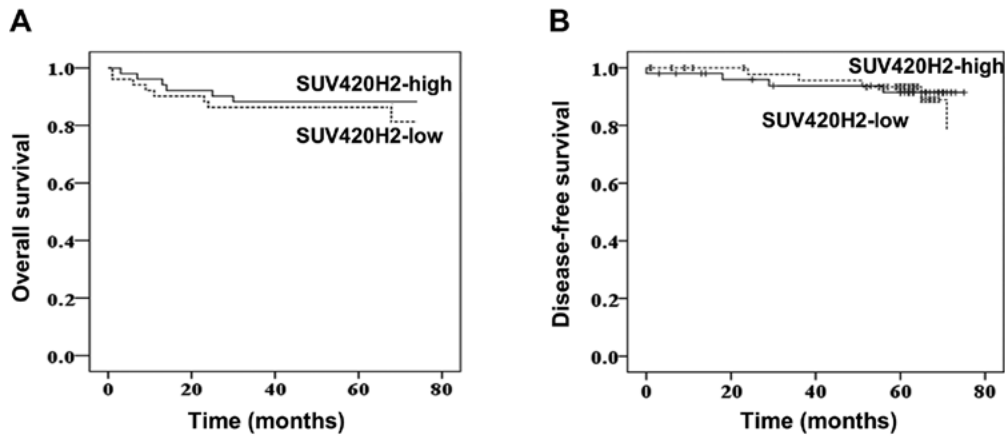 A
1.0
0.8
0.6
0.4
0.2
0.0
0 20 40 60 80
Overall survival
Time (months)
SUV420H2-high
SUV420H2-low
B
1.0
0.8
0.6
0.4
0.2
0.0
0 20 40 60 80
Disease-free survival
Time (months)
SUV420H2-high
SUV420H2-low